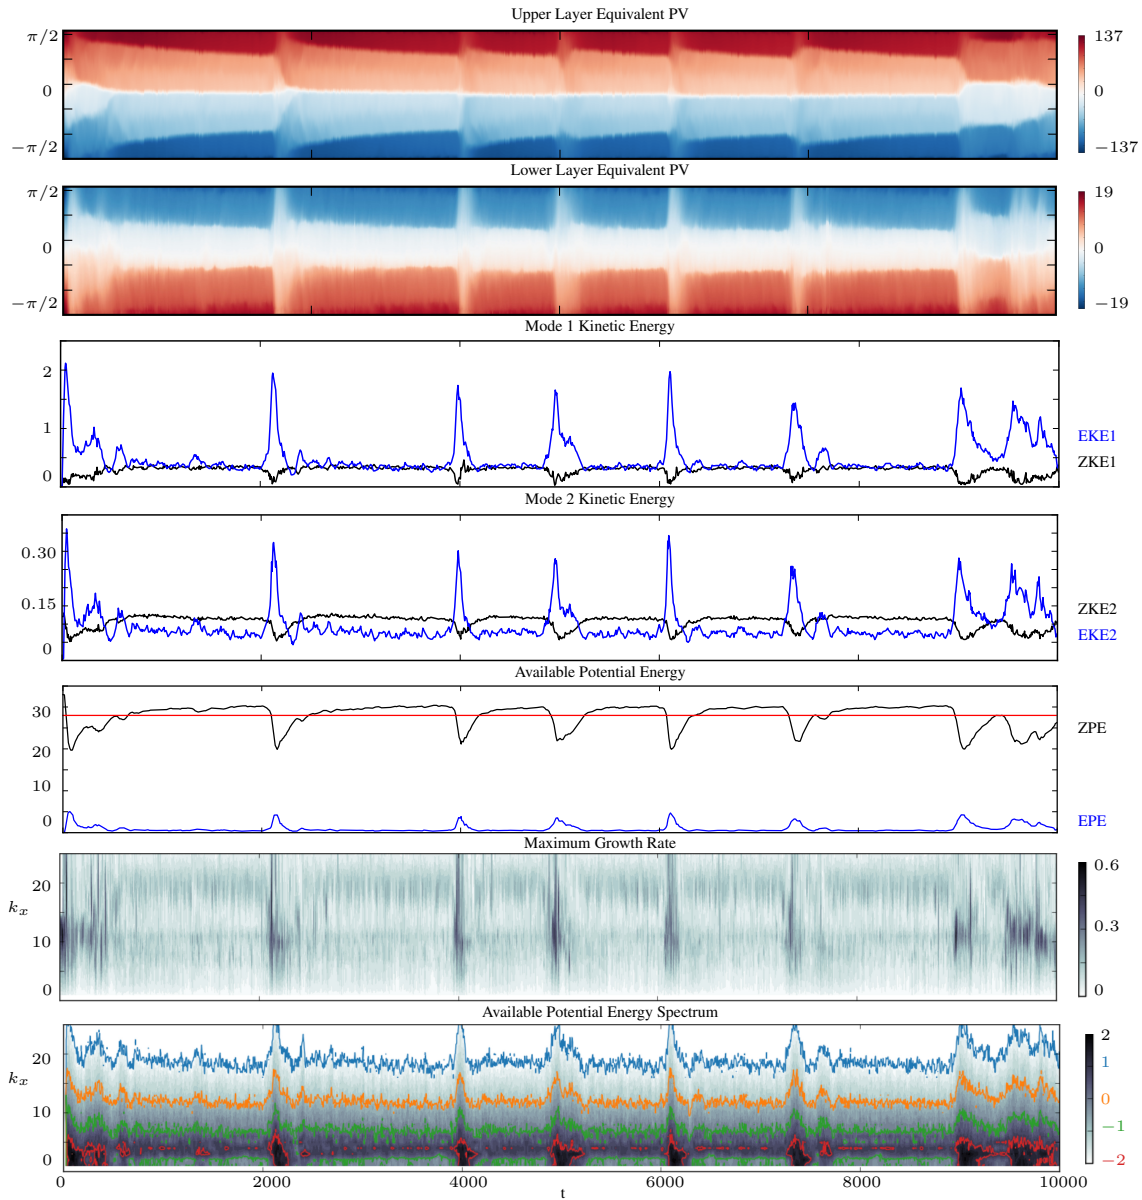 Upper Layer Equivalent PV
π/2
0
−π/2
137
0
−137
Lower Layer Equivalent PV
π/2
0
−π/2
19
0
−19
Mode 1 Kinetic Energy
2
1
0
EKE1
ZKE1
Mode 2 Kinetic Energy
0.30
0.15
0
ZKE2
EKE2
Available Potential Energy
30
20
10
0
ZPE
EPE
Maximum Growth Rate
20
10
0
k_x
0.6
0.3
0
Available Potential Energy Spectrum
20
10
0
k_x
2
1
0
−1
−2
0 2000 4000 6000 8000 10000
t